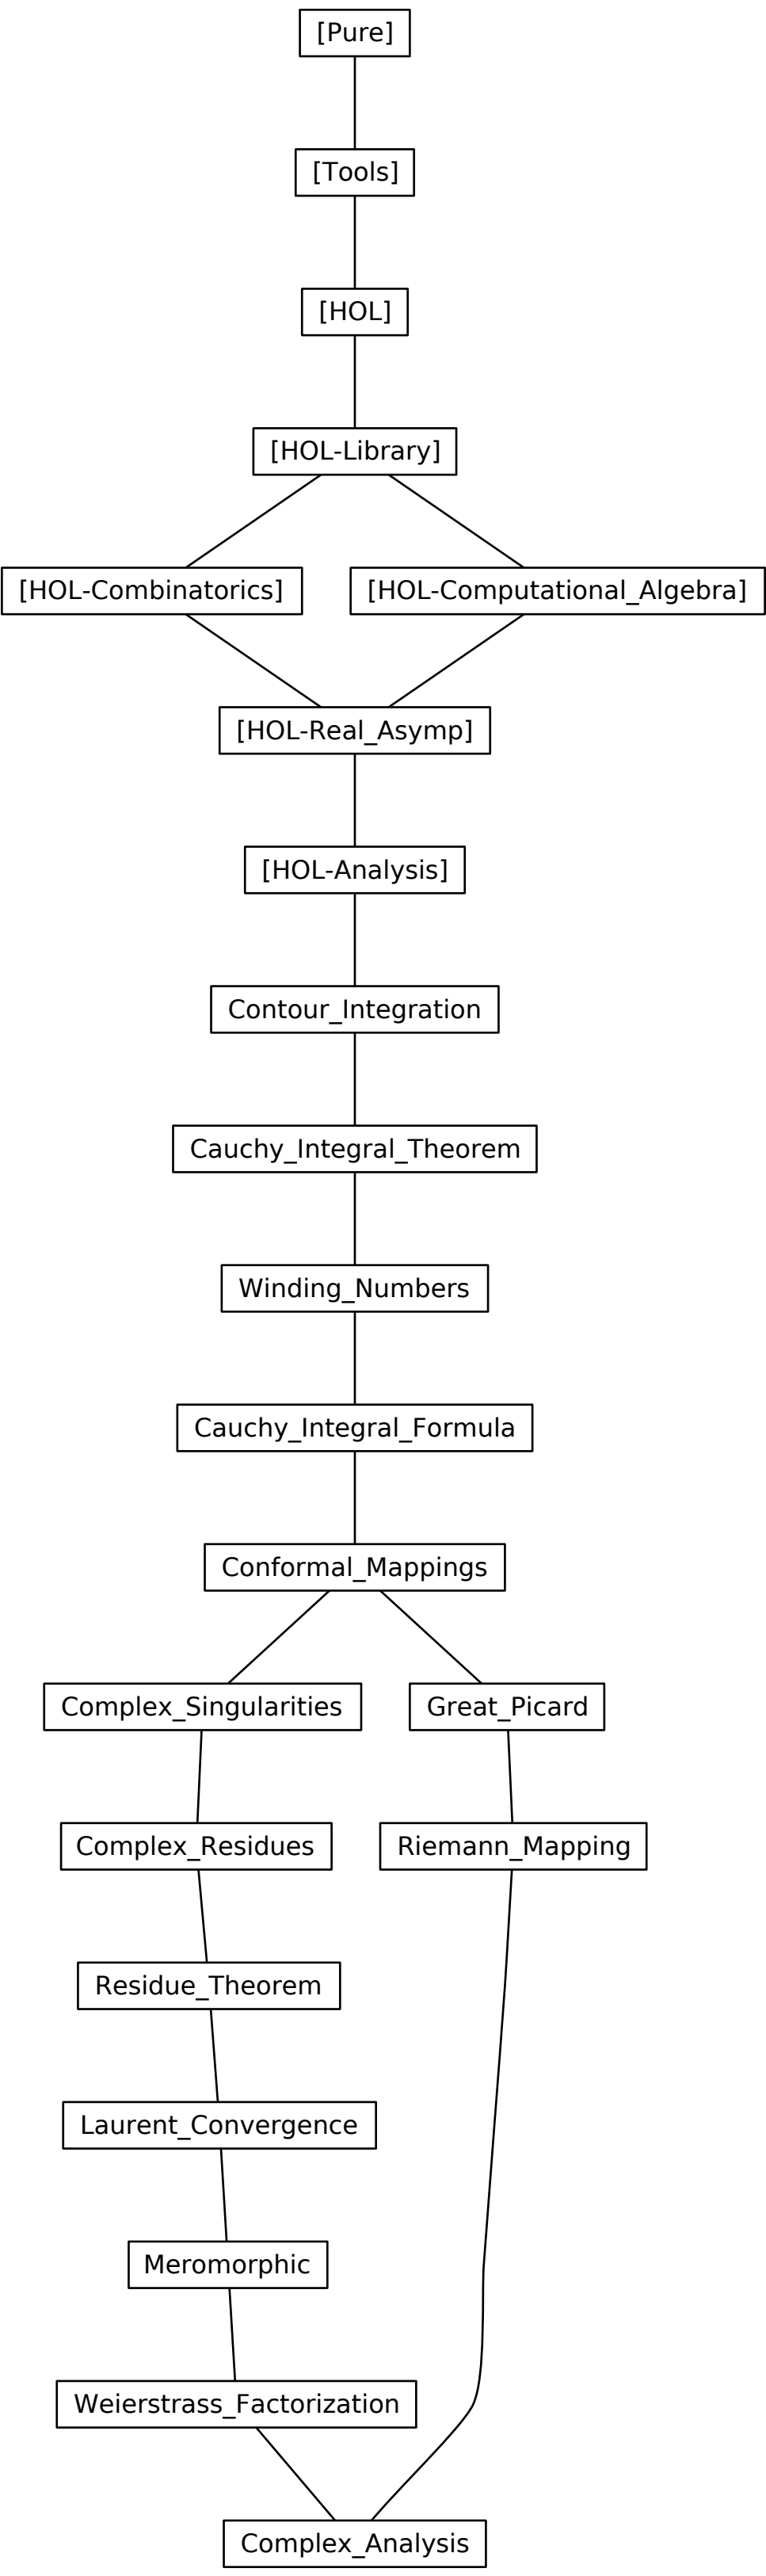 [Pure]
[Tools]
[HOL]
[HOL-Library]
[HOL-Combinatorics]
[HOL-Computational_Algebra]
[HOL-Real_Asymp]
[HOL-Analysis]
Contour_Integration
Cauchy_Integral_Theorem
Winding_Numbers
Cauchy_Integral_Formula
Conformal_Mappings
Complex_Singularities
Great_Picard
Complex_Residues
Riemann_Mapping
Residue_Theorem
Laurent_Convergence
Meromorphic
Weierstrass_Factorization
Complex_Analysis